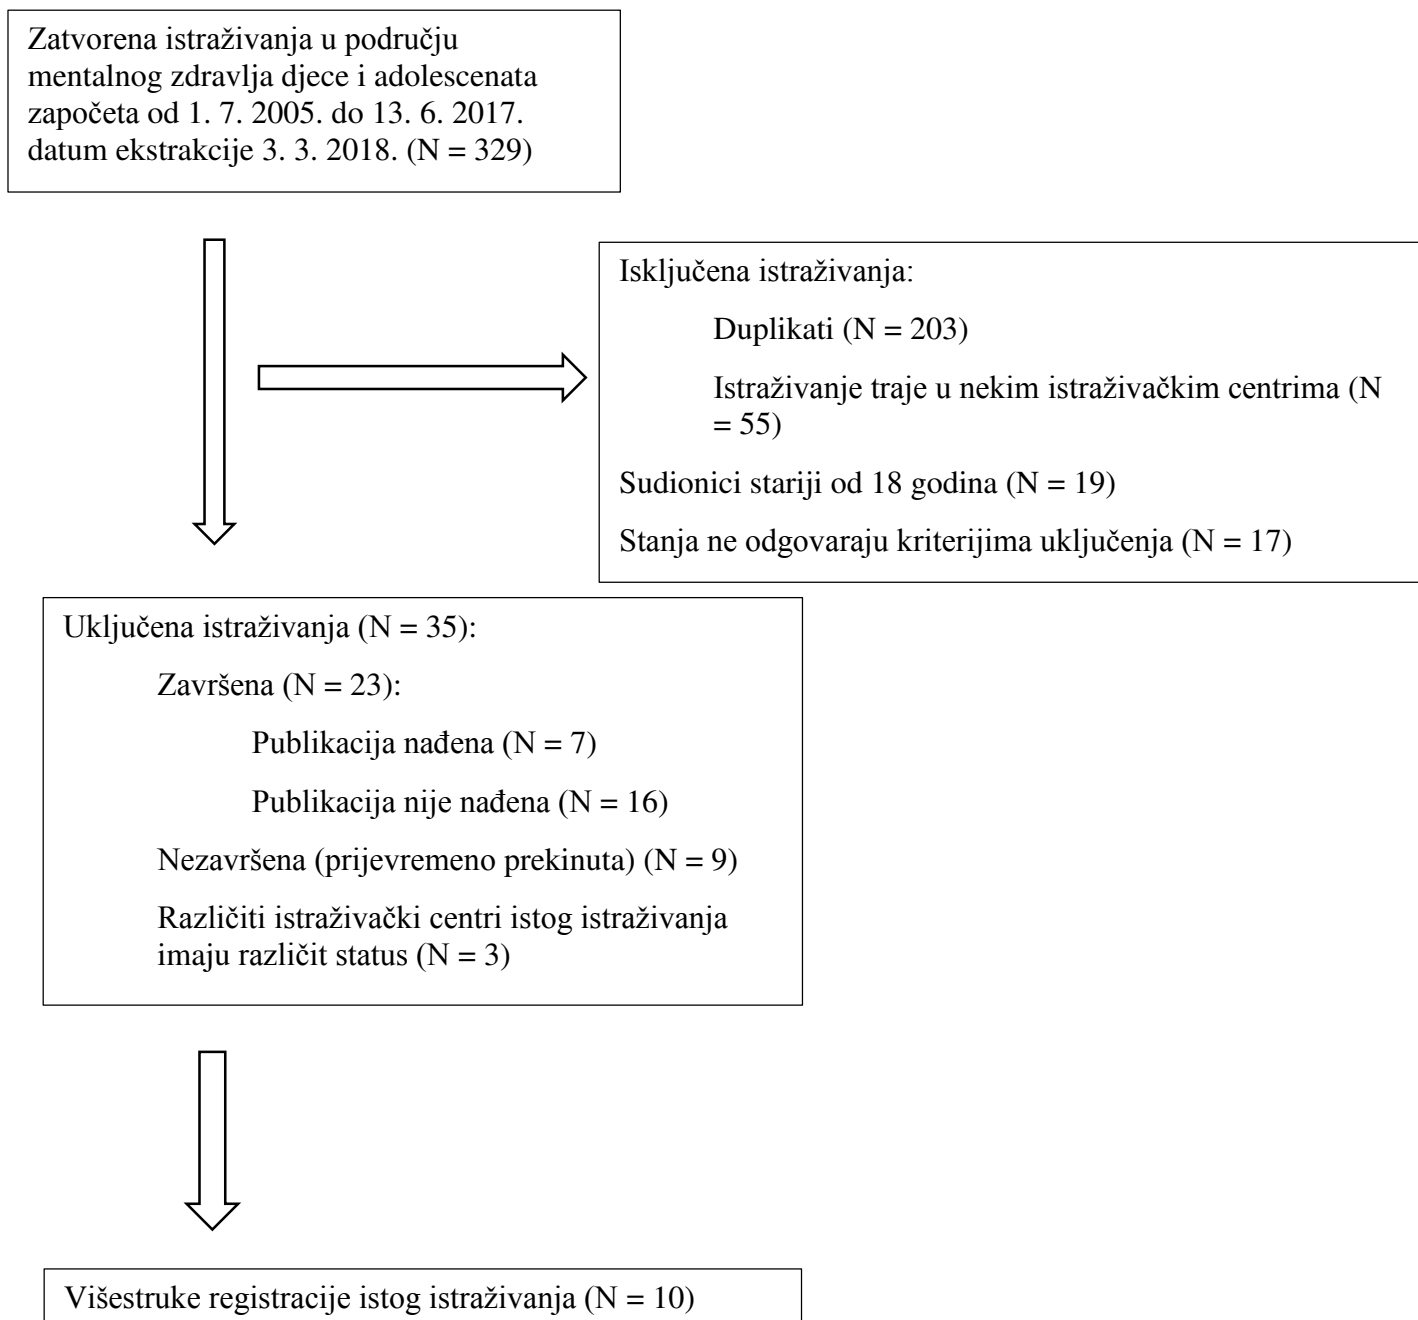 Zatvorena istraživanja u području
mentalnog zdravlja djece i adolescenata
započeta od 1. 7. 2005. do 13. 6. 2017.
datum ekstrakcije 3. 3. 2018. (N = 329)
Isključena istraživanja:
Duplikati (N = 203)
Istraživanje traje u nekim istraživačkim centrima (N
= 55)
Sudionici stariji od 18 godina (N = 19)
Stanja ne odgovaraju kriterijima uključenja (N = 17)
Uključena istraživanja (N = 35):
Završena (N = 23):
Publikacija nađena (N = 7)
Publikacija nije nađena (N = 16)
Nezavršena (prijevremeno prekinuta) (N = 9)
Različiti istraživački centri istog istraživanja
imaju različit status (N = 3)
Višestruke registracije istog istraživanja (N = 10)